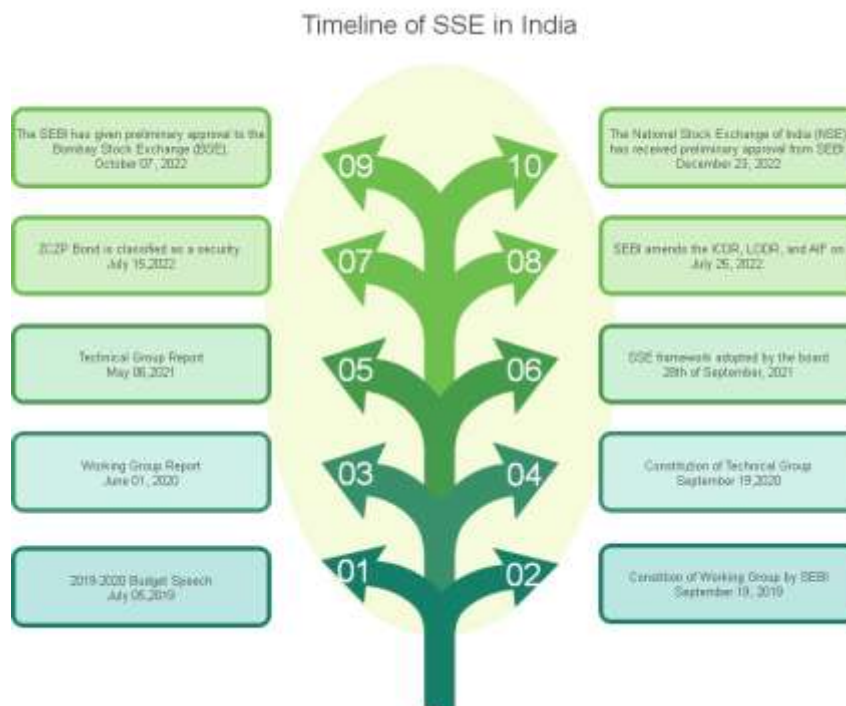 Timeline of SSE in India
The SEBI has given preliminary approval to the
Bombay Stock Exchange (BSE).
October 07, 2022
09
10
The National Stock Exchange of India (NSE)
has received preliminary approval from SEBI
December 23, 2022
ZCZP Bond is classified as a security
July 15,2022
07
08
SEBI amends the ICDR, LODR, and AIF on
July 25, 2022
Technical Group Report
May 06,2021
05
06
SSE framework adopted by the board
28th of September, 2021
Working Group Report
June 01, 2020
03
04
Constitution of Technical Group
September 19,2020
2019-2020 Budget Speech
July 05,2019
01
02
Constition of Working Group by SEBI
September 19, 2019